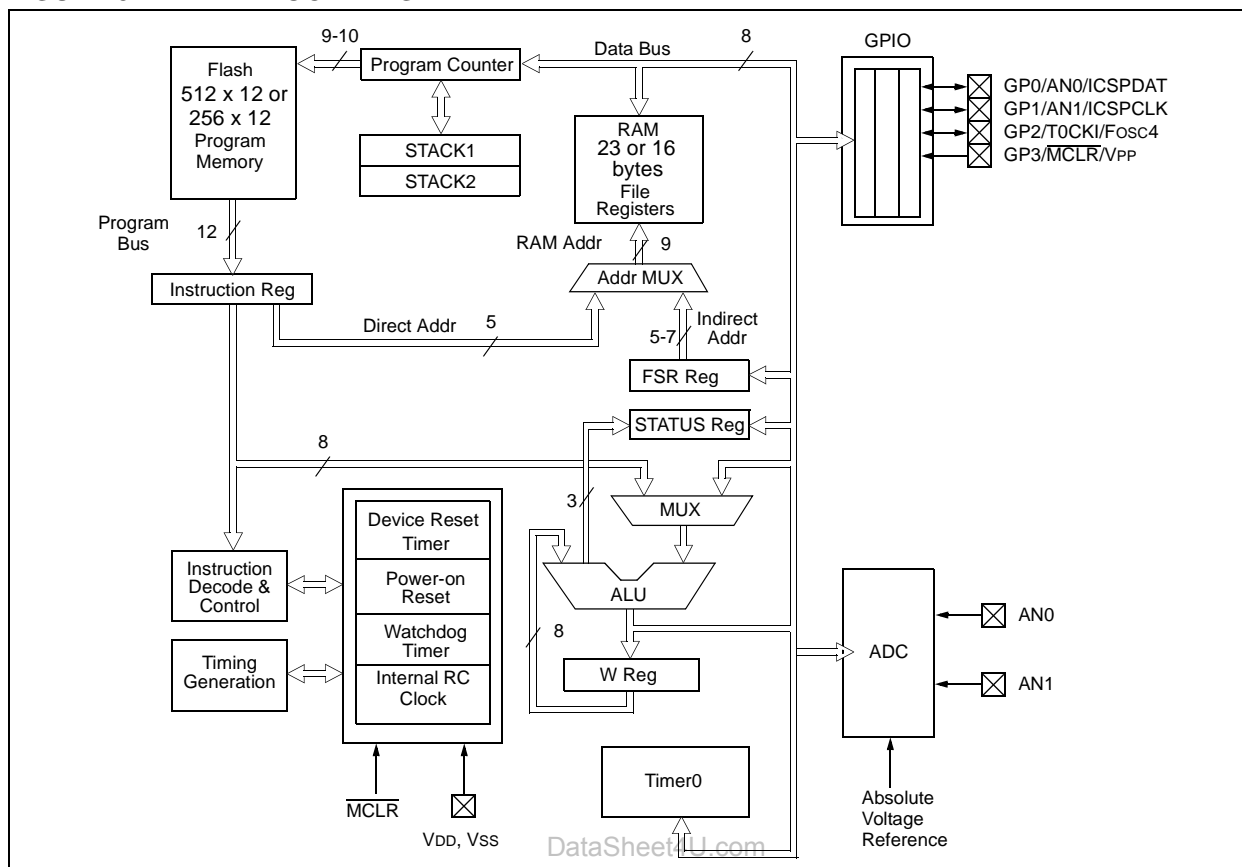 9-10
Data Bus
8
GPIO
Flash
512 x 12 or
256 x 12
Program
Memory
Program Counter
STACK1
STACK2
RAM
23 or 16
bytes
File
Registers
GP0/AN0/ICSPDAT
GP1/AN1/ICSPCLK
GP2/T0CKI/FOSC4
GP3/MCLR/VPP
Program
Bus
12
RAM Addr
9
Addr MUX
Instruction Reg
Direct Addr
5
5-7
Indirect
Addr
FSR Reg
STATUS Reg
8
3
MUX
Device Reset
Timer
Power-on
Reset
Watchdog
Timer
Internal RC
Clock
Instruction
Decode &
Control
Timing
Generation
ALU
8
W Reg
ADC
AN0
AN1
Timer0
MCLR
VDD, VSS
Absolute
Voltage
Reference
DataSheet4U.com